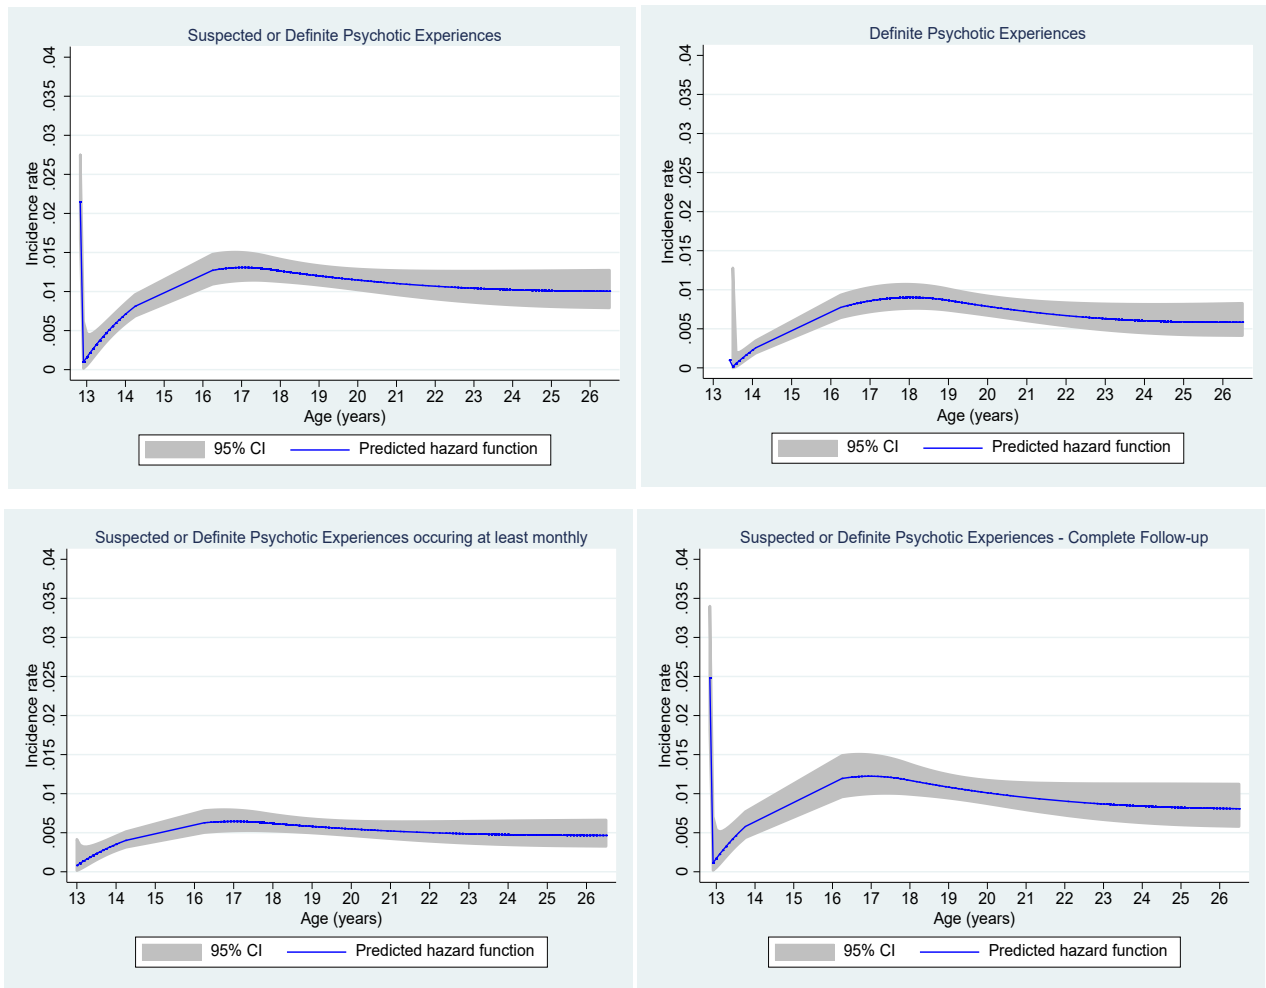 Suspected or Definite Psychotic Experiences
Incidence rate
.04
.035
.03
.025
.02
.015
.01
.005
0
13 14 15 16 17 18 19 20 21 22 23 24 25 26
Age (years)
95% CI Predicted hazard function
Definite Psychotic Experiences
Incidence rate
.04
.035
.03
.025
.02
.015
.01
.005
0
13 14 15 16 17 18 19 20 21 22 23 24 25 26
Age (years)
95% CI Predicted hazard function
Suspected or Definite Psychotic Experiences occuring at least monthly
Incidence rate
.04
.035
.03
.025
.02
.015
.01
.005
0
13 14 15 16 17 18 19 20 21 22 23 24 25 26
Age (years)
95% CI Predicted hazard function
Suspected or Definite Psychotic Experiences - Complete Follow-up
Incidence rate
.04
.035
.03
.025
.02
.015
.01
.005
0
13 14 15 16 17 18 19 20 21 22 23 24 25 26
Age (years)
95% CI Predicted hazard function